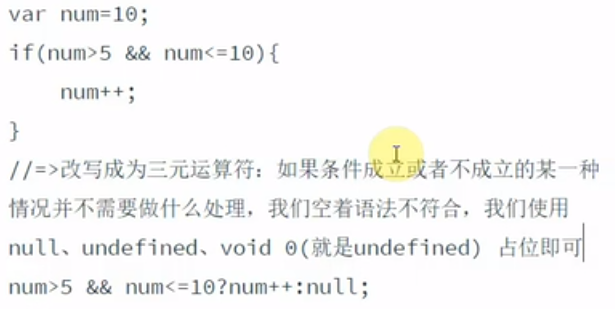 var num=10;
if(num>5 && num<=10){
    num++;
}
//=>改写成为三元运算符：如果条件成立或者不成立的某一种
情况并不需要做什么处理，我们空着语法不符合，我们使用
null、undefined、void 0(就是undefined) 占位即可
num>5 && num<=10?num++:null;